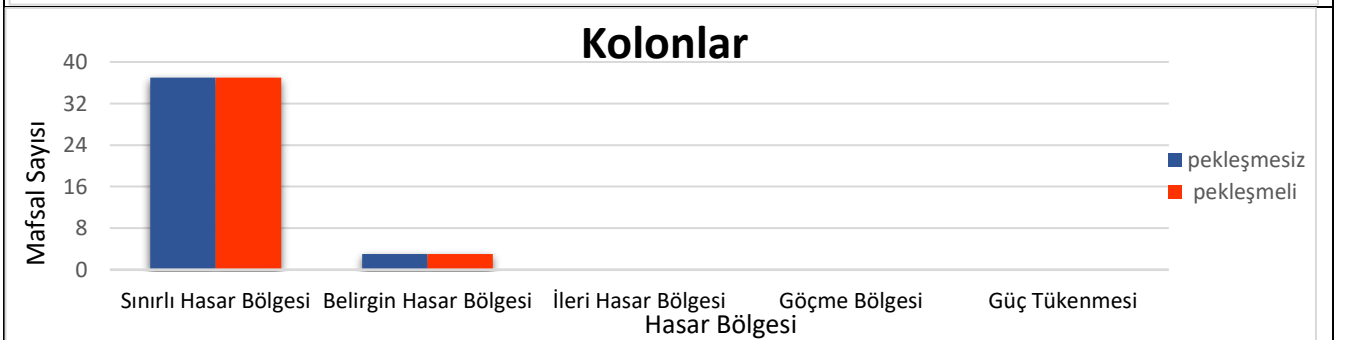 Kolonlar
40
32
24
16
8
0
Mafsal Sayısı
Sınırlı Hasar Bölgesi
Belirgin Hasar Bölgesi
İleri Hasar Bölgesi
Göçme Bölgesi
Güç Tükenmesi
Hasar Bölgesi
pekleşmesiz
pekleşmeli